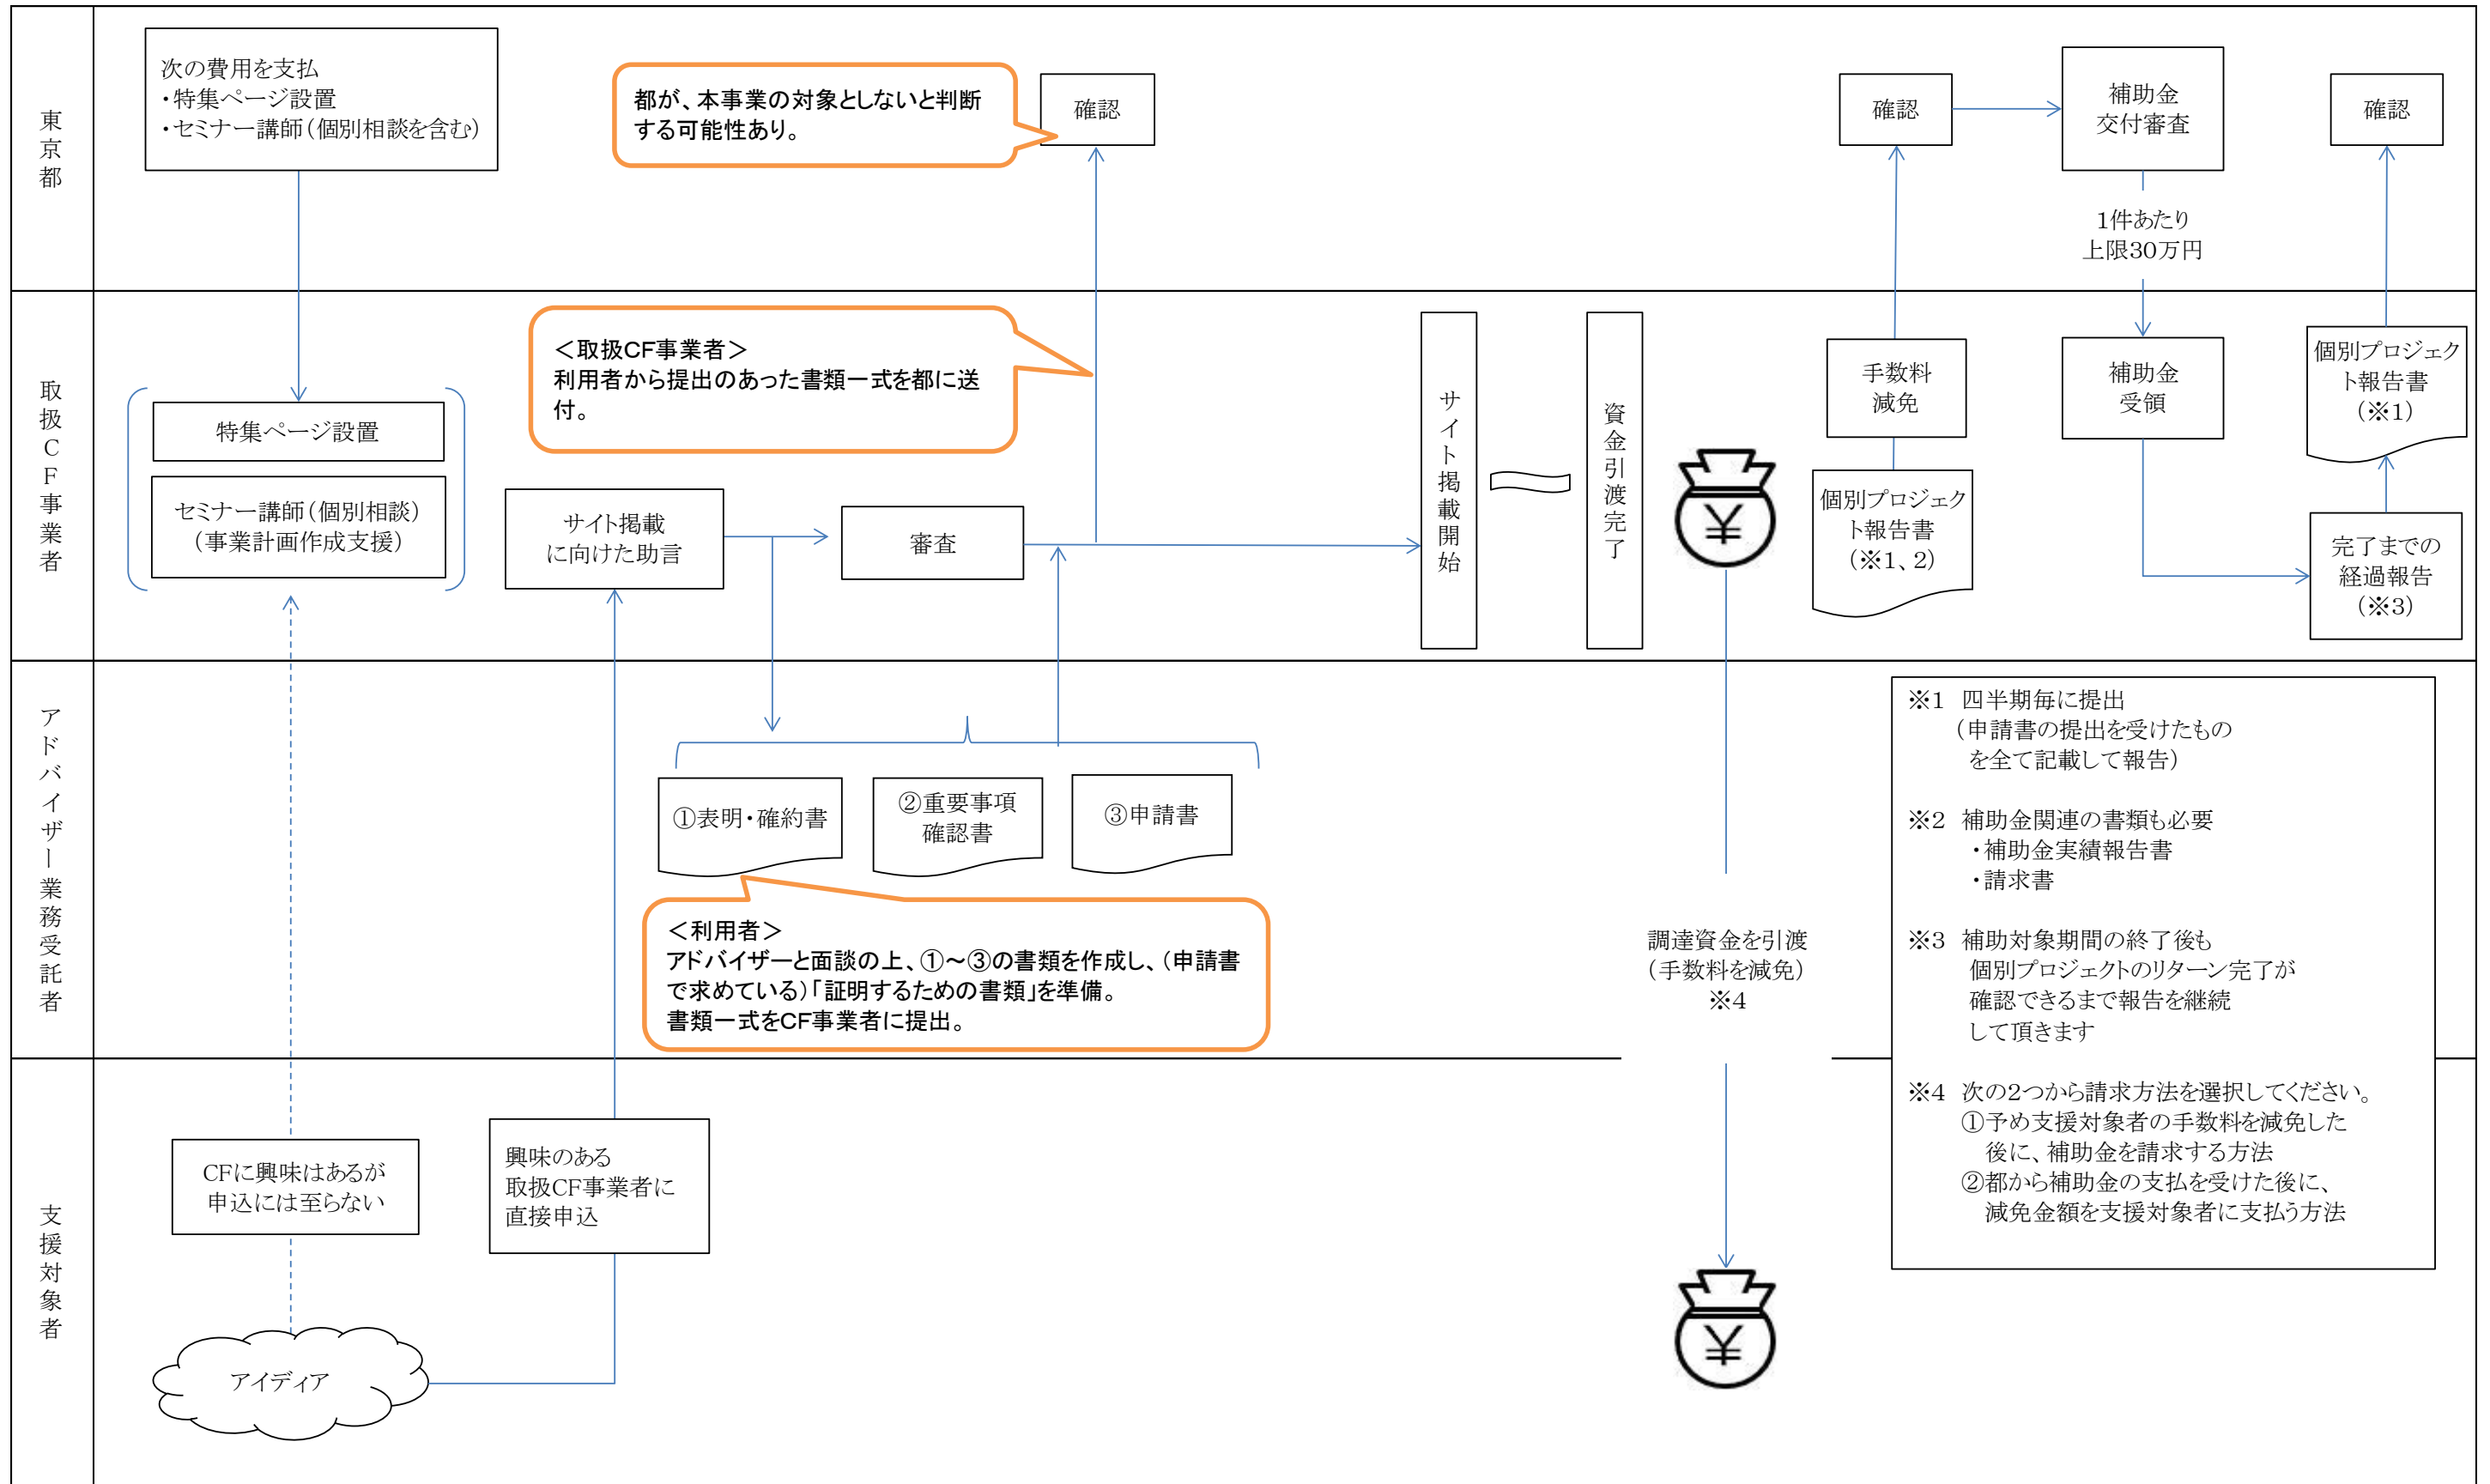 東京都
次の費用を支払
・特集ページ設置
・セミナー講師（個別相談を含む）
都が、本事業の対象としないと判断
する可能性あり。
確認
確認
補助金
交付審査
確認
1件あたり
上限30万円
取扱CF事業者
特集ページ設置
セミナー講師（個別相談）
（事業計画作成支援）
＜取扱CF事業者＞
利用者から提出のあった書類一式を都に送
付。
サイト掲載
に向けた助言
審査
サイト掲載開始
資金引渡完了
¥
手数料
減免
個別プロジェク
ト報告書
（※1、2）
補助金
受領
個別プロジェク
ト報告書
（※1）
完了までの
経過報告
（※3）
アドバイザー業務受託者
①表明・確約書
②重要事項
確認書
③申請書
＜利用者＞
アドバイザーと面談の上、①～③の書類を作成し、（申請書
で求めている）「証明するための書類」を準備。
書類一式をCF事業者に提出。
調達資金を引渡
（手数料を減免）
※4
※1 四半期毎に提出
（申請書の提出を受けたもの
を全て記載して報告）
※2 補助金関連の書類も必要
・補助金実績報告書
・請求書
※3 補助対象期間の終了後も
個別プロジェクトのリターン完了が
確認できるまで報告を継続
して頂きます
※4 次の2つから請求方法を選択してください。
①予め支援対象者の手数料を減免した
後に、補助金を請求する方法
②都から補助金の支払を受けた後に、
減免金額を支援対象者に支払う方法
支援対象者
CFに興味はあるが
申込には至らない
興味のある
取扱CF事業者に
直接申込
アイディア
¥